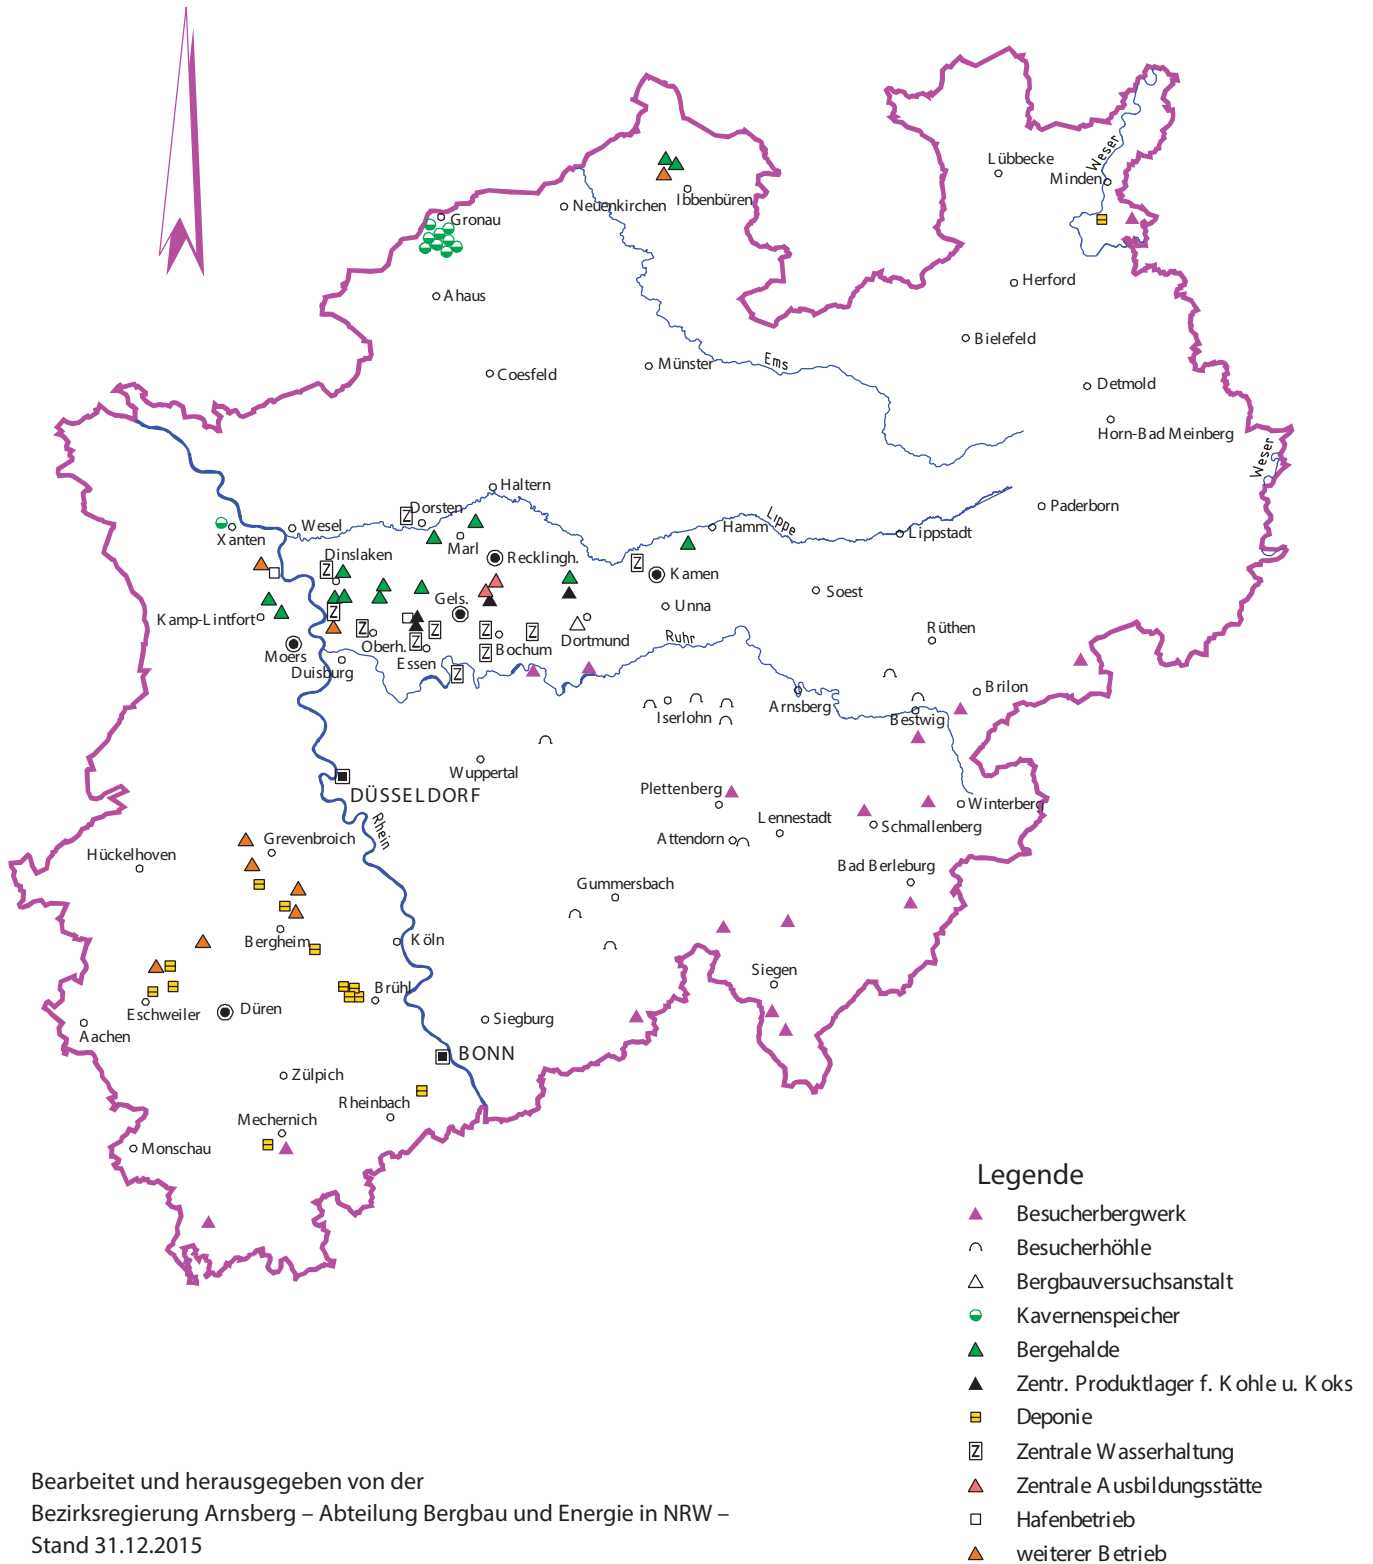 Lübbecke
Weser
Minden
Neuenkirchen
Ibbenbüren
Gronau
Ahaus
Herford
Bielefeld
Münster
Ems
Coesfeld
Detmold
Horn-Bad Meinberg
Weser
Haltern
Dorsten
Paderborn
Xanten
Wesel
Marl
Hamm
Lippe
Lippstadt
Dinslaken
Recklingh.
Kamen
Soest
Kamp-Lintfort
Gels.
Unna
Rüthen
Moers
Duisburg
Oberh.
Essen
Bochum
Dortmund
Ruhr
Iserlohn
Arnsberg
Bestwig
Brilon
Wuppertal
DÜSSELDORF
Plettenberg
Winterberg
Rhein
Lennestadt
Schmallenberg
Grevenbroich
Hückelhoven
Attendorn
Bad Berleburg
Gummersbach
Bergheim
Köln
Siegen
Brühl
Eschweiler
Düren
Siegburg
Aachen
BONN
Zülpich
Rheinbach
Mechernich
Monschau
Legende
Besucherbergwerk
Besucherhöhle
Bergbauversuchsanstalt
Kavernenspeicher
Bergehalde
Zentr. Produktlager f. Kohle u. Koks
Deponie
Z Zentrale Wasserhaltung
Zentrale Ausbildungsstätte
Hafenbetrieb
weiterer Betrieb
Bearbeitet und herausgegeben von der
Bezirksregierung Arnsberg – Abteilung Bergbau und Energie in NRW –
Stand 31.12.2015